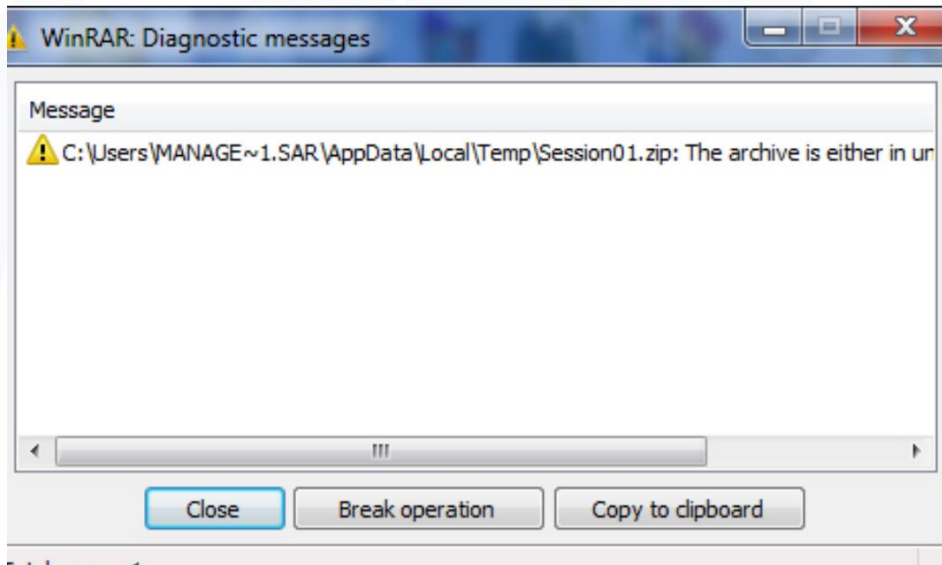 WinRAR: Diagnostic messages
Message
C:\Users\MANAGE~1.SAR\AppData\Local\Temp\Session01.zip: The archive is either in un
Close
Break operation
Copy to clipboard